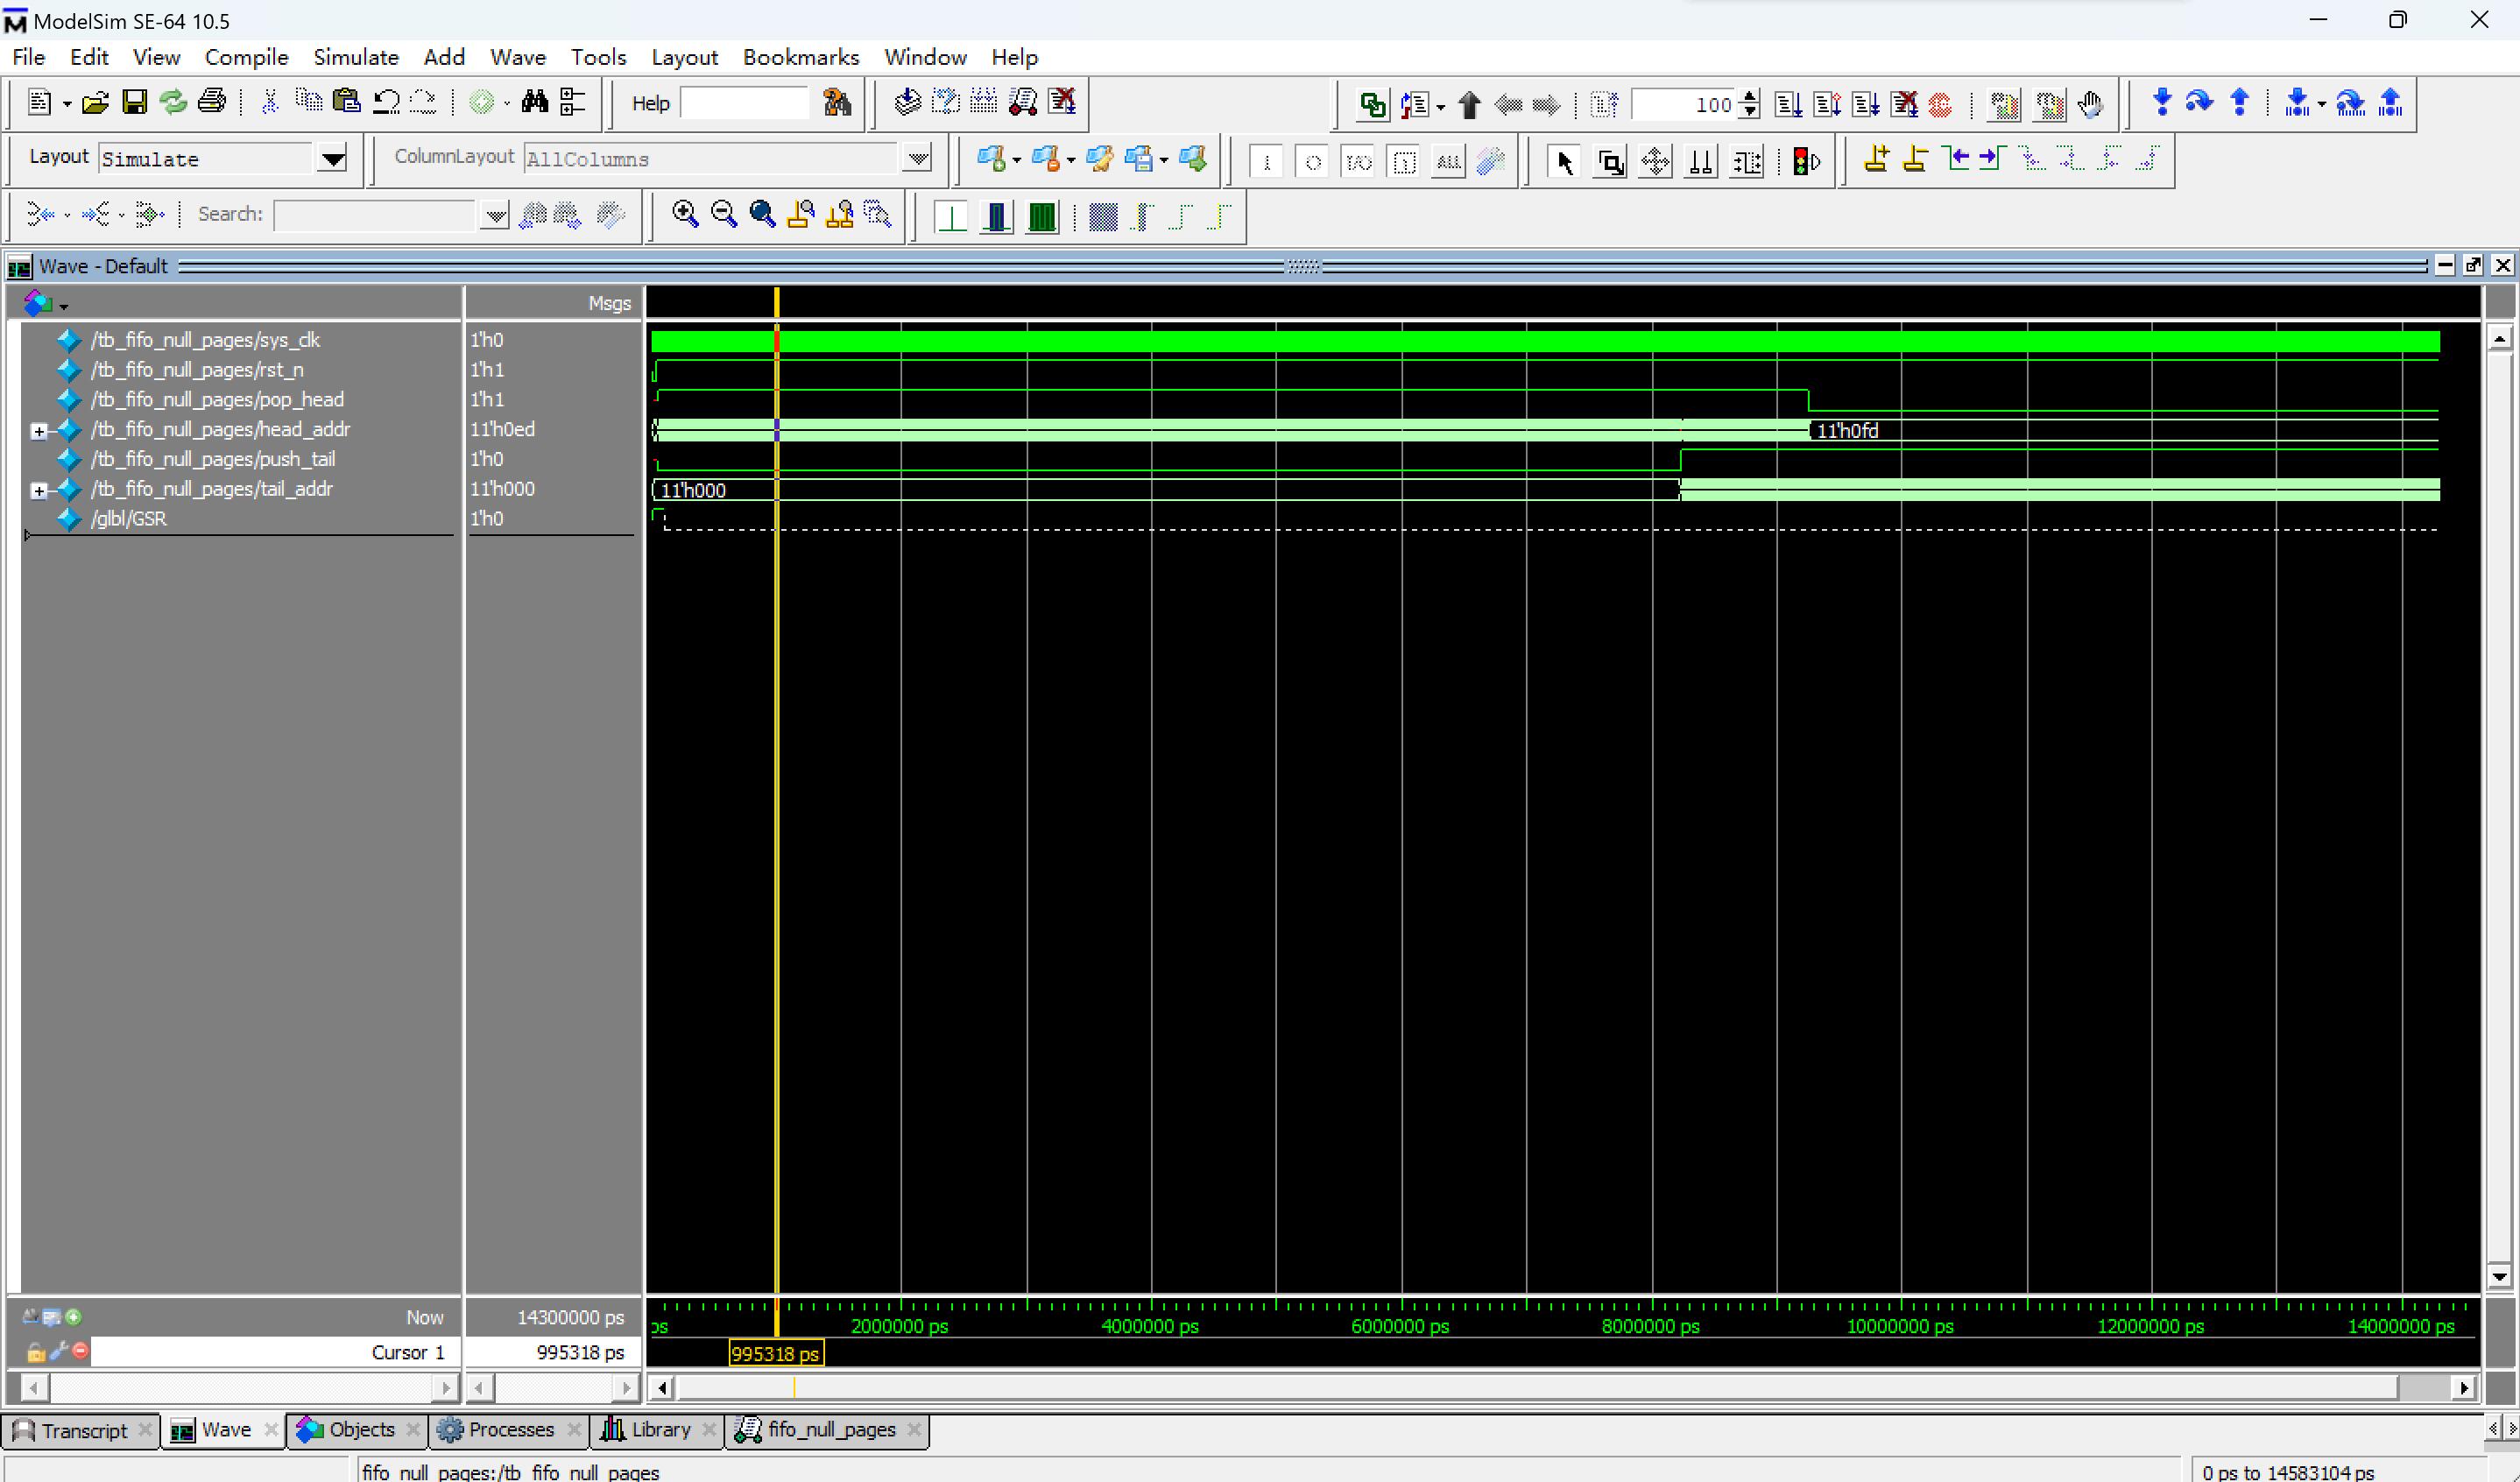 ModelSim SE-64 10.5
File Edit View Compile Simulate Add Wave Tools Layout Bookmarks Window Help
Help
100
Layout Simulate
ColumnLayout AllColumns
ALL
Search:
Wave - Default
Msgs
/tb_fifo_null_pages/sys_clk 1'h0
/tb_fifo_null_pages/rst_n 1'h1
/tb_fifo_null_pages/pop_head 1'h1
/tb_fifo_null_pages/head_addr 11'h0ed 11'h0fd
/tb_fifo_null_pages/push_tail 1'h0
/tb_fifo_null_pages/tail_addr 11'h000 11'h000
/glbl/GSR 1'h0
Now 14300000 ps
ps 2000000 ps 4000000 ps 6000000 ps 8000000 ps 10000000 ps 12000000 ps 14000000 ps
Cursor 1 995318 ps 995318 ps
Transcript Wave Objects Processes Library fifo_null_pages
fifo_null_pages:/tb_fifo_null_pages 0 ps to 14583104 ps